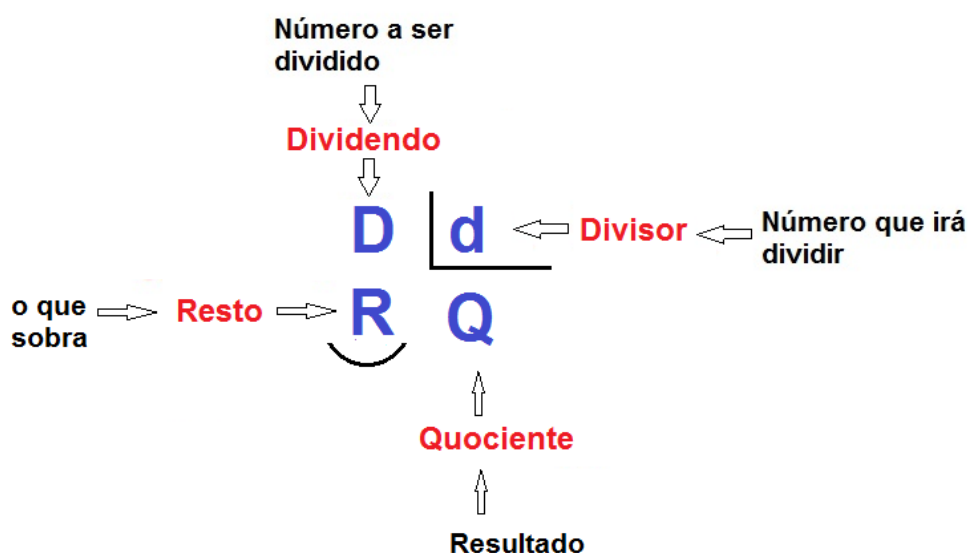 Número a ser
dividido
Dividendo
D d
Divisor
Número que irá
dividir
o que
sobra
Resto
R Q
Quociente
Resultado